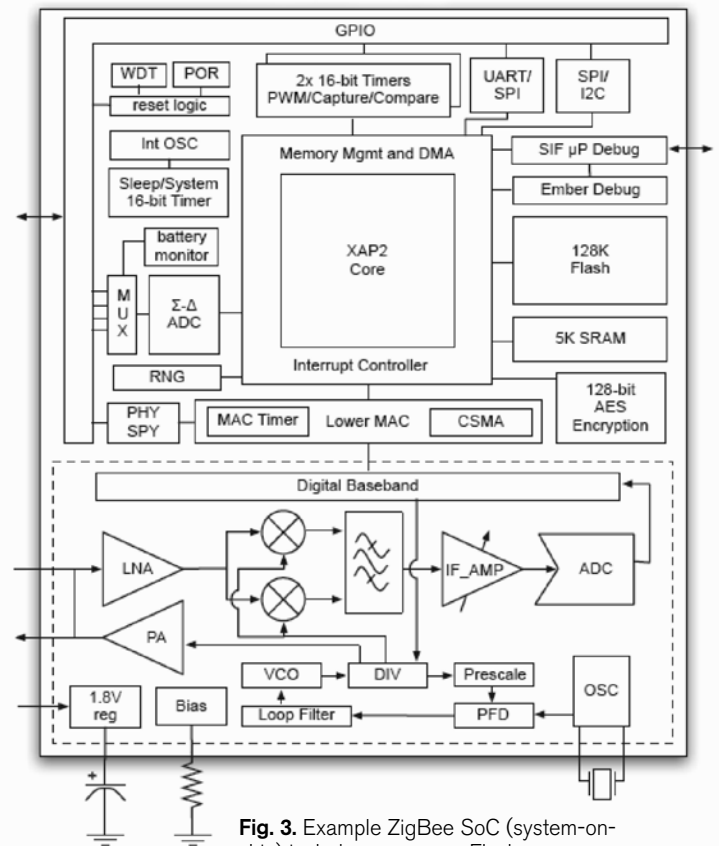 GPIO
WDT
POR
reset logic
2x 16-bit Timers
PWM/Capture/Compare
UART/
SPI
SPI/
I2C
Int OSC
Sleep/System
16-bit Timer
Memory Mgmt and DMA
SIF µP Debug
Ember Debug
battery
monitor
M
U
X
Σ-Δ
ADC
XAP2
Core
128K
Flash
5K SRAM
Interrupt Controller
RNG
128-bit
AES
Encryption
PHY
SPY
MAC Timer
Lower MAC
CSMA
Digital Baseband
LNA
IF_AMP
ADC
PA
VCO
DIV
Prescale
OSC
1.8V
reg
Bias
Loop Filter
PFD
+
Fig. 3. Example ZigBee SoC (system-on-